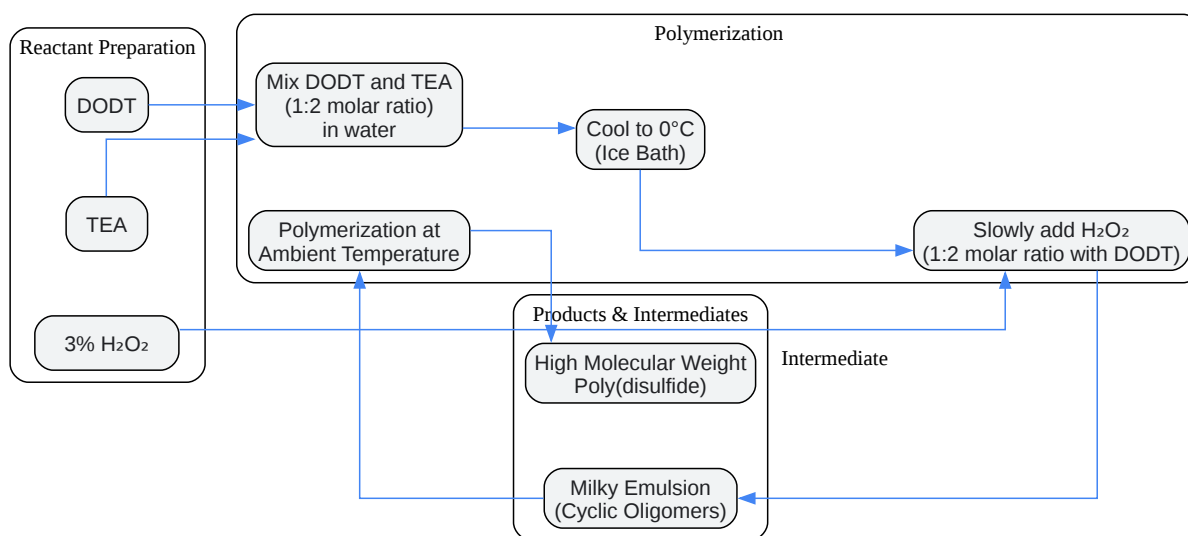 Reactant Preparation
DODT
TEA
3% H₂O₂
Polymerization
Mix DODT and TEA
(1:2 molar ratio)
in water
Cool to 0°C
(Ice Bath)
Polymerization at
Ambient Temperature
Slowly add H₂O₂
(1:2 molar ratio with DODT)
Products & Intermediates
High Molecular Weight
Poly(disulfide)
Intermediate
Milky Emulsion
(Cyclic Oligomers)